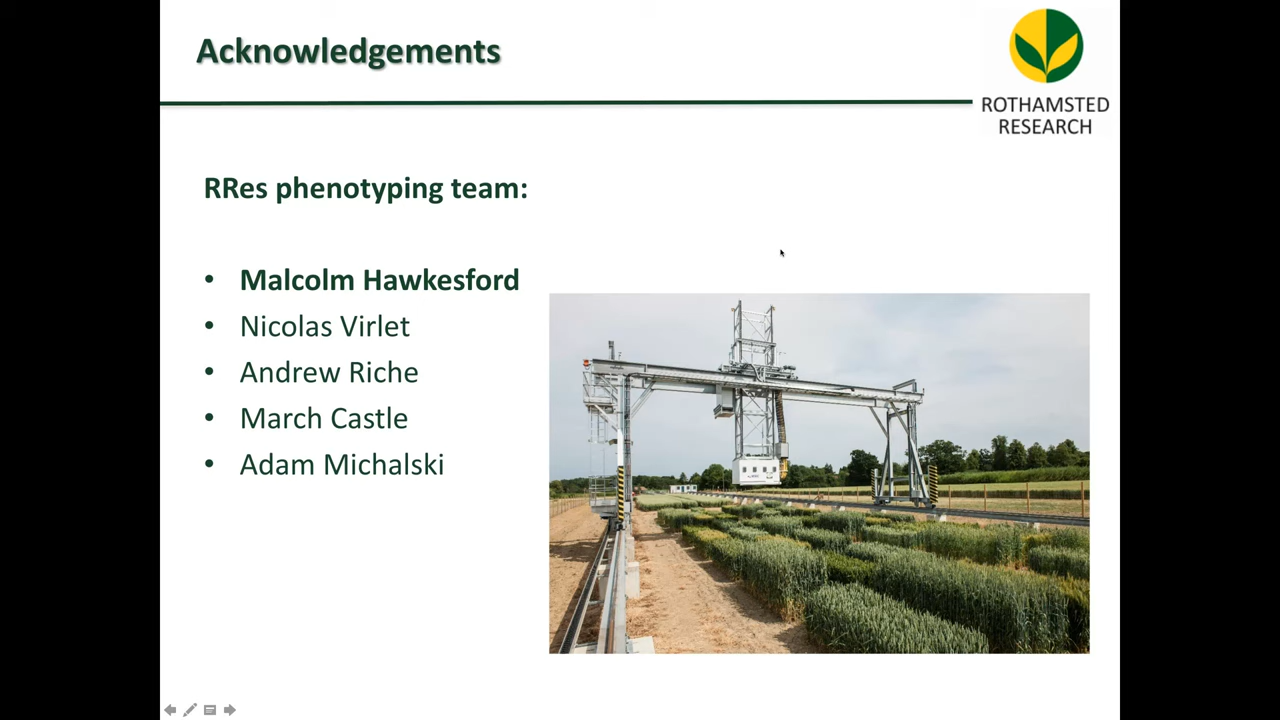 Acknowledgements
ROTHAMSTED
RESEARCH
RRes phenotyping team:
• Malcolm Hawkesford
• Nicolas Virlet
• Andrew Riche
• March Castle
• Adam Michalski